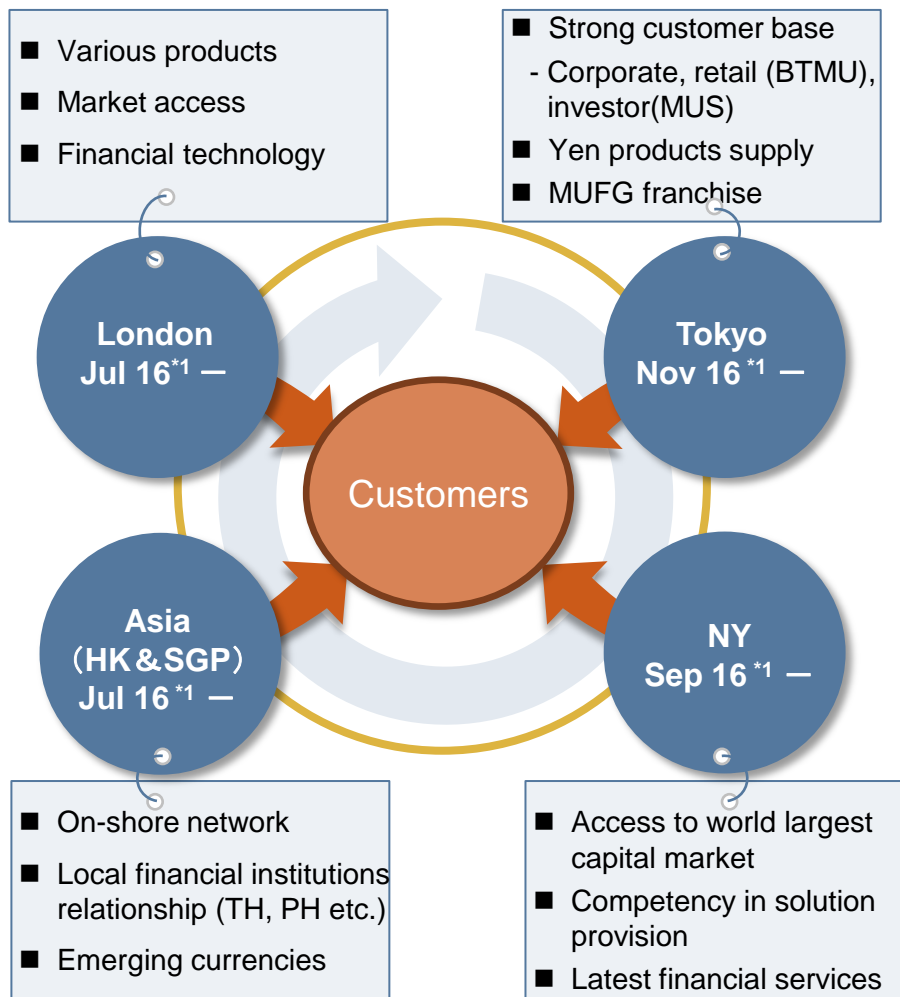 ■ Various products
■ Market access
■ Financial technology
■ Strong customer base
- Corporate, retail (BTMU),
investor(MUS)
■ Yen products supply
■ MUFG franchise
London
Jul 16*1 —
Tokyo
Nov 16 *1 —
Customers
Asia
（HK＆SGP）
Jul 16 *1 —
NY
Sep 16 *1 —
■ On-shore network
■ Local financial institutions
relationship (TH, PH etc.)
■ Emerging currencies
■ Access to world largest
capital market
■ Competency in solution
provision
■ Latest financial services